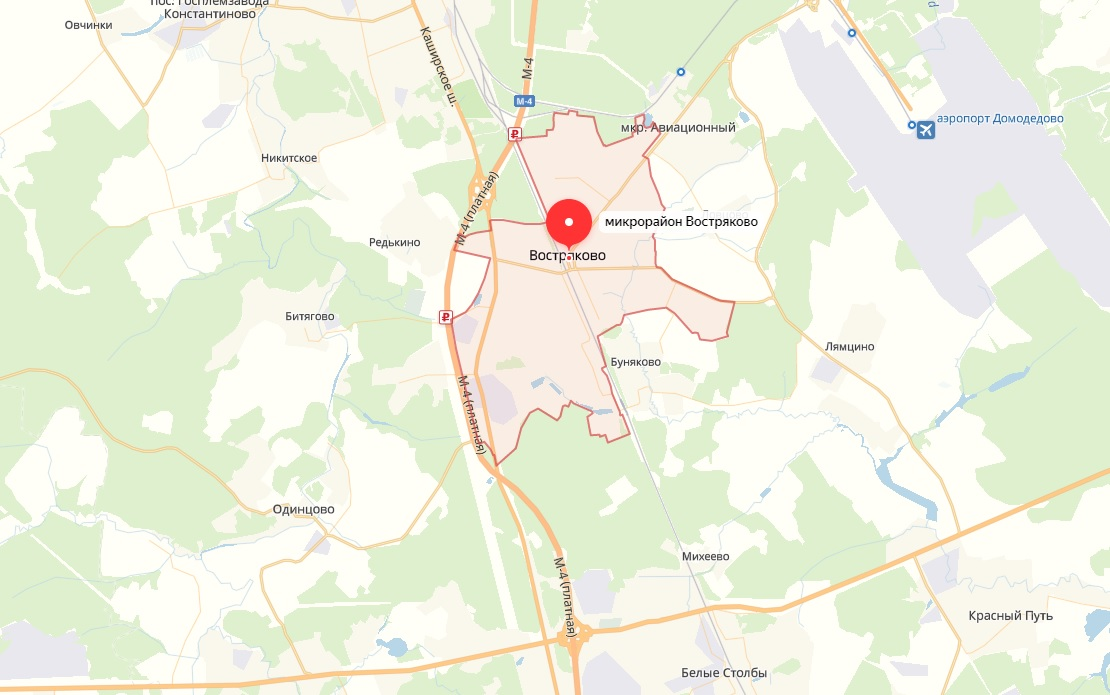 пос. Госплемзавода
Константиново
Овчинки
Каширское ш.
М-4
М-4
₽
мкр. Авиационный
аэропорт Домодедово
Никитское
М-4 (платная)
микрорайон Востряково
Редькино
Востряково
₽
Битягово
Лямцино
Буняково
М-4 (платная)
Одинцово
Михеево
М-4 (платная)
Красный Путь
Белые Столбы